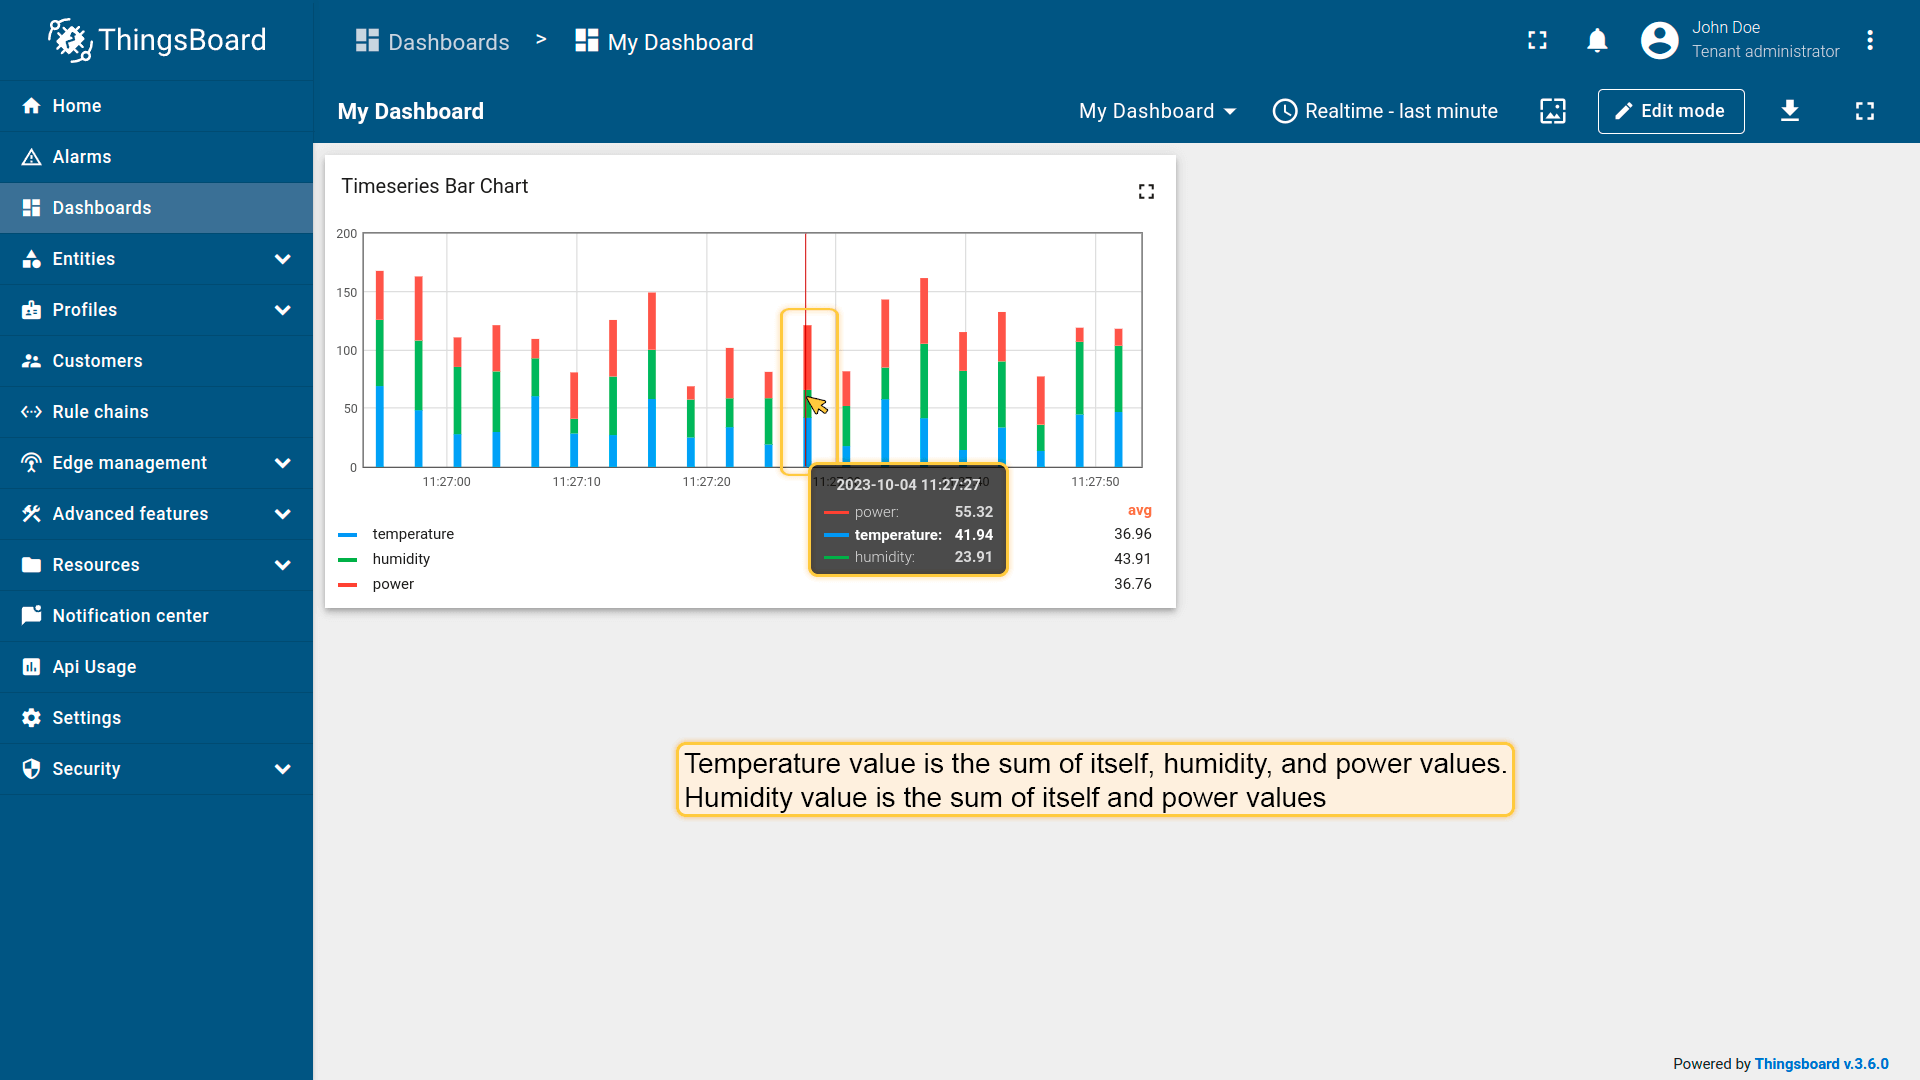 ThingsBoard
Dashboards > My Dashboard
John Doe
Tenant administrator
Home
Alarms
Dashboards
Entities
Profiles
Customers
Rule chains
Edge management
Advanced features
Resources
Notification center
Api Usage
Settings
Security
My Dashboard
My Dashboard
Realtime - last minute
Edit mode
Timeseries Bar Chart
200
150
100
50
0
11:27:00 11:27:10 11:27:20 11:27:50
2023-10-04 11:27:27
power: 55.32
temperature: 41.94
humidity: 23.91
avg
temperature 36.96
humidity 43.91
power 36.76
Temperature value is the sum of itself, humidity, and power values.
Humidity value is the sum of itself and power values
Powered by Thingsboard v.3.6.0